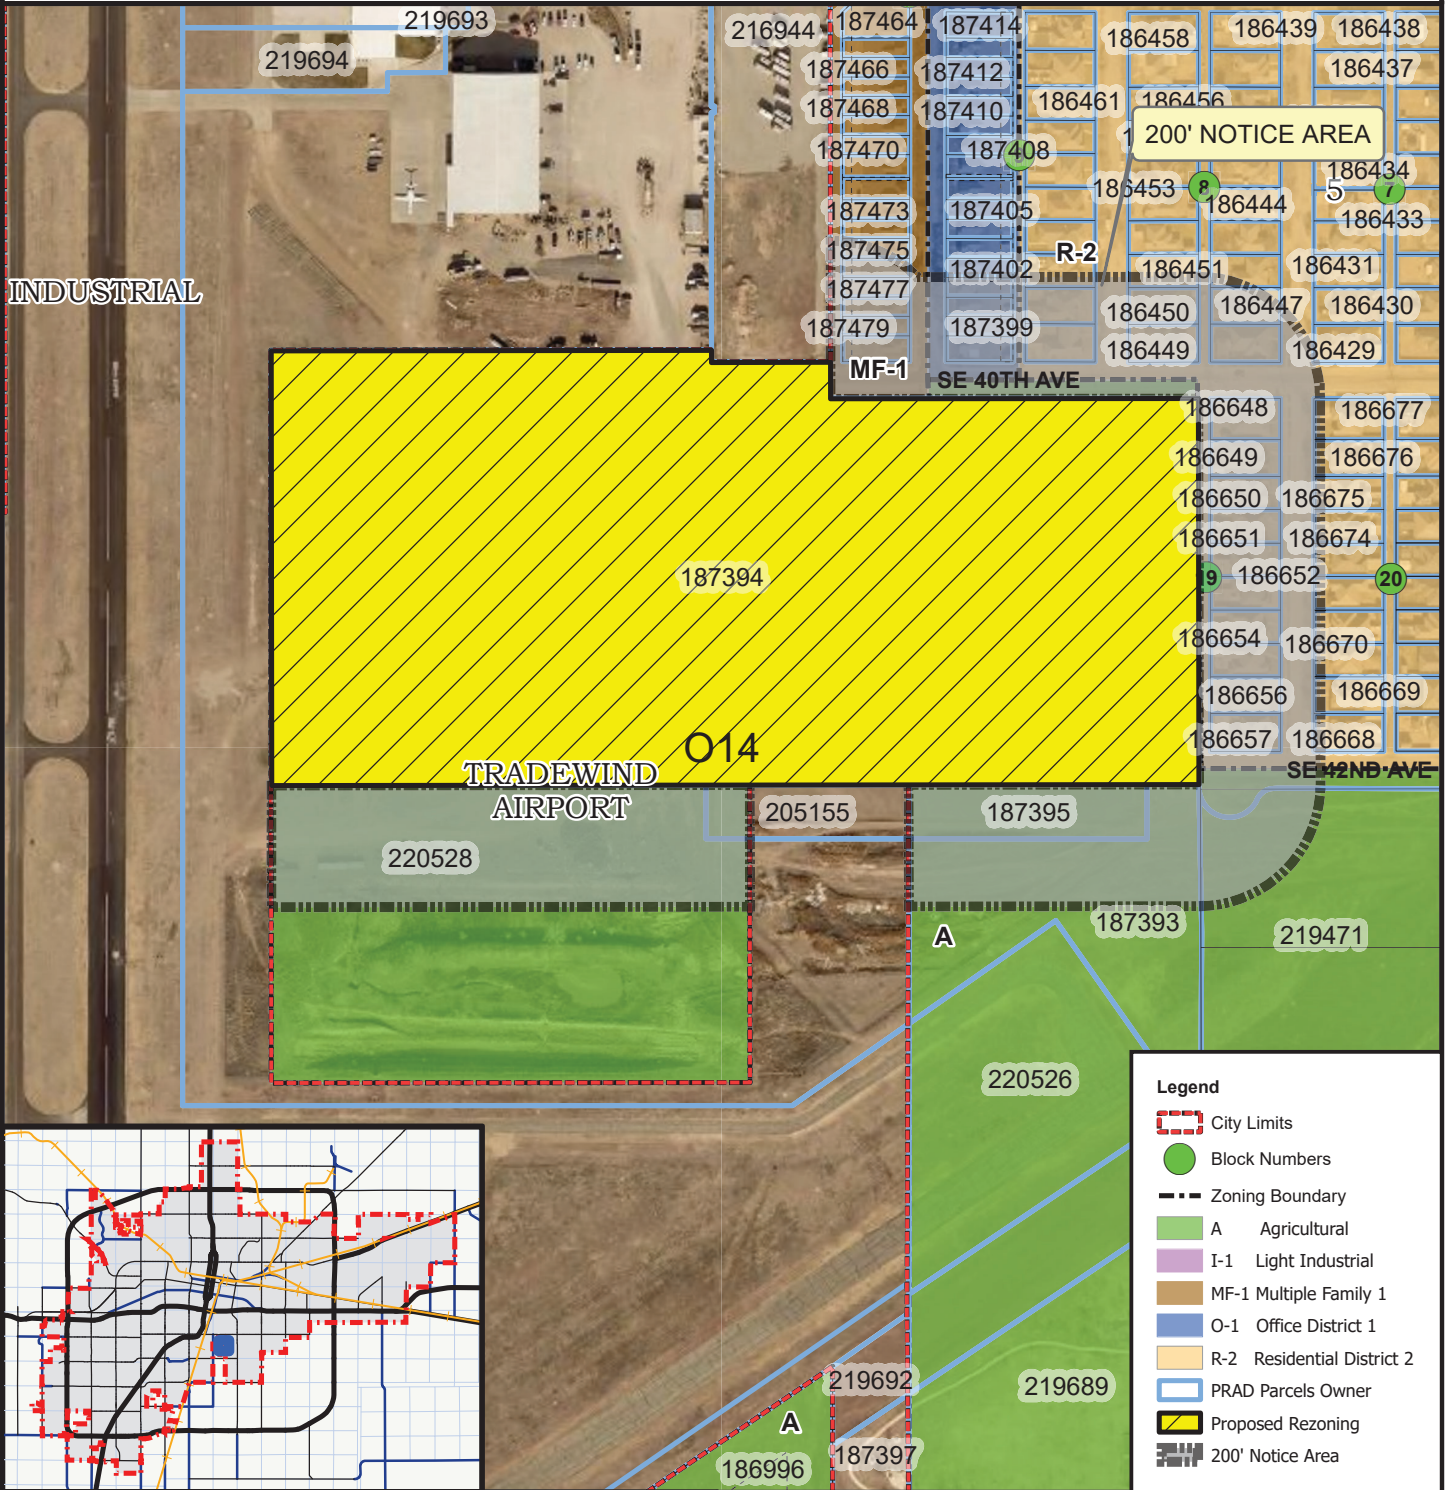 219693
216944
187464
187414
186439
186438
186458
219694
187466
187412
186437
187468
187410
186461
186456
200' NOTICE AREA
187470
187408
186434
186453
8
5
7
187473
187405
186444
186433
187475
R-2
187402
186451
186431
INDUSTRIAL
187477
186447
186430
187479
187399
186450
186449
186429
MF-1
SE 40TH AVE
186648
186677
186649
186676
186650
186675
186651
186674
187394
186652
20
186654
186670
186656
186669
O14
186657
186668
TRADEWIND
AIRPORT
SE 42ND AVE
205155
187395
220528
187393
219471
A
220526
219692
219689
A
187397
186996
Legend
City Limits
Block Numbers
Zoning Boundary
A Agricultural
I-1 Light Industrial
MF-1 Multiple Family 1
O-1 Office District 1
R-2 Residential District 2
PRAD Parcels Owner
Proposed Rezoning
200' Notice Area